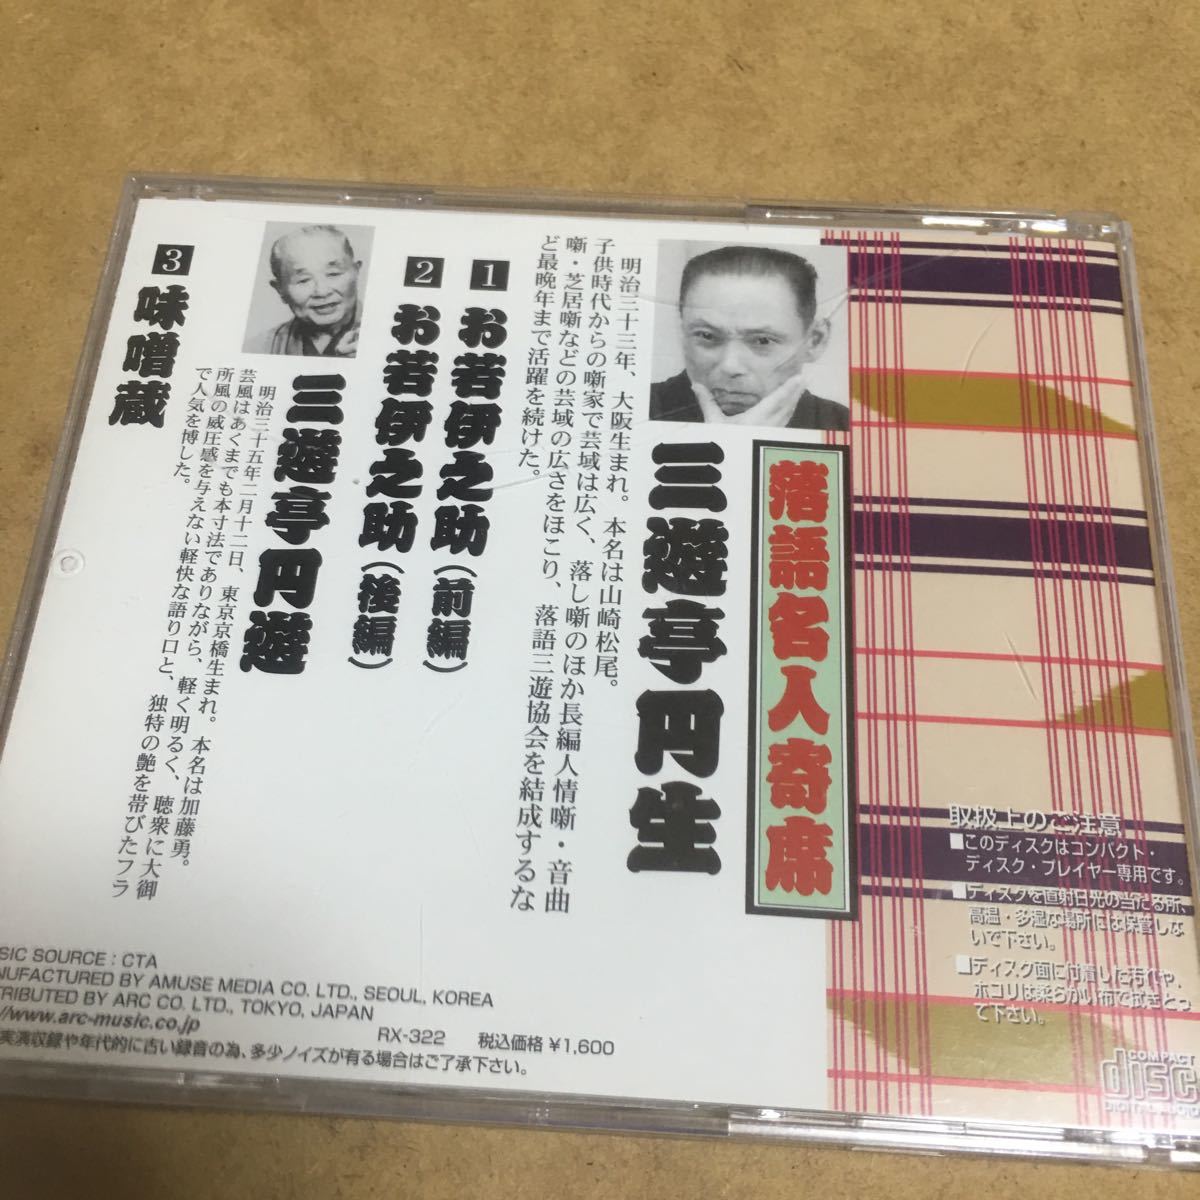 落語名人寄席
三遊亭円生
明治三十三年、大阪生まれ。本名は山崎松尾。
子供時代からの噺家で芸域は広く、落し噺のほか長編人情噺・音曲
噺・芝居噺などの芸域の広さをほこり、落語三遊協会を結成するな
ど最晩年まで活躍を続けた。
1 お若伊之助（前編）
2 お若伊之助（後編）
三遊亭円遊
明治三十五年二月十二日、東京京橋生まれ。本名は加藤勇。
芸風はあくまでも本寸法でありながら、軽く明るく、聴衆に大御
所風の威圧感を与えない軽快な語り口と、独特の艶を帯びたフラ
で人気を博した。
3 味噌蔵
取扱上のご注意
■このディスクはコンパクト・
ディスク・プレイヤー専用です。
■ディスクを直射日光の当たる所、
高温・多湿な場所には保管しな
いで下さい。
■ディスク面に付着した汚れや、
ホコリは柔らかい布で拭きとっ
て下さい。
COMPACT
disc
DIGITAL AUDIO
SIC SOURCE : CTA
NUFACTURED BY AMUSE MEDIA CO. LTD., SEOUL, KOREA
TRIBUTED BY ARC CO. LTD., TOKYO, JAPAN
//www.arc-music.co.jp
RX-322 税込価格 ¥1,600
実演収録や年代的に古い録音の為、多少ノイズが有る場合はご了承下さい。